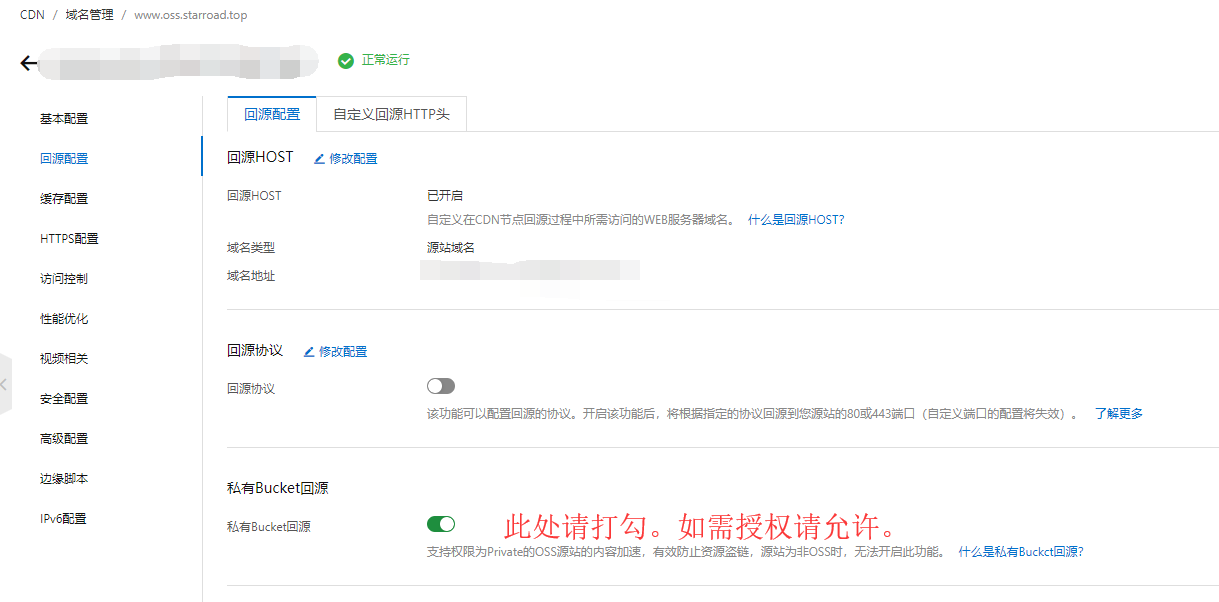 CDN / 域名管理 / www.oss.starroad.top
正常运行
基本配置
回源配置
缓存配置
HTTPS配置
访问控制
性能优化
视频相关
安全配置
高级配置
边缘脚本
IPv6配置
回源配置 自定义回源HTTP头
回源HOST 修改配置
回源HOST 已开启
自定义在CDN节点回源过程中所需访问的WEB服务器域名。 什么是回源HOST?
域名类型 源站域名
域名地址
回源协议 修改配置
回源协议
该功能可以配置回源的协议。开启该功能后，将根据指定的协议回源到您源站的80或443端口（自定义端口的配置将失效）。 了解更多
私有Bucket回源
私有Bucket回源 此处请打勾。如需授权请允许。
支持权限为Private的OSS源站的内容加速，有效防止资源盗链，源站为非OSS时，无法开启此功能。 什么是私有Bucket回源?